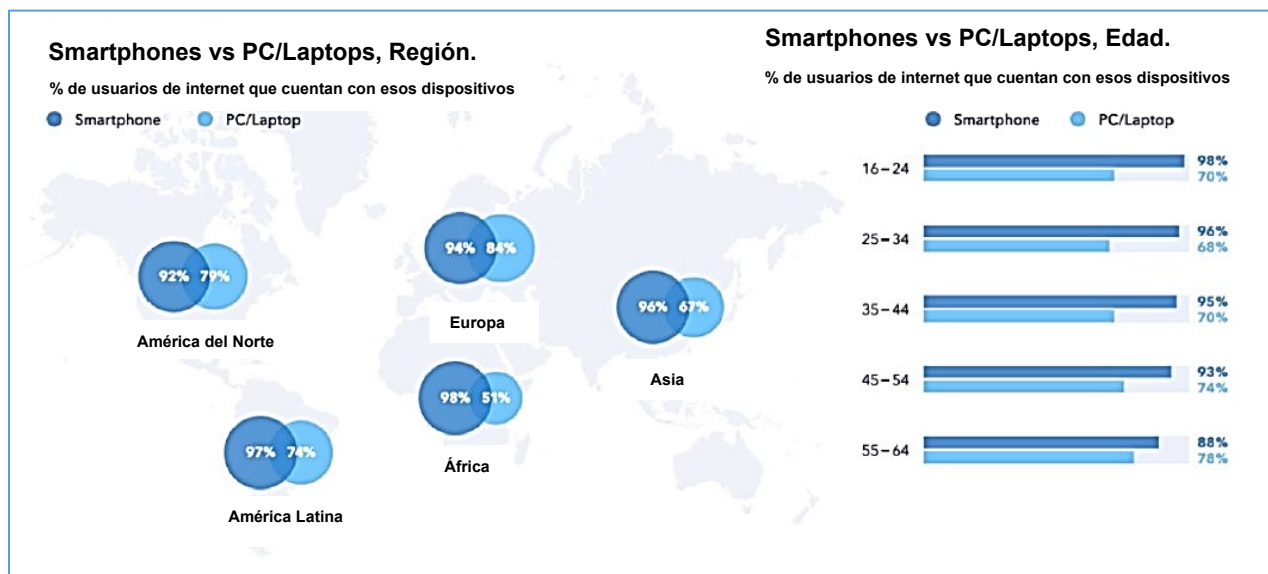 Smartphones vs PC/Laptops, Región.
% de usuarios de internet que cuentan con esos dispositivos
Smartphone PC/Laptop
94% 84%
Europa
92% 79%
América del Norte
96% 67%
Asia
98% 51%
África
97% 74%
América Latina
Smartphones vs PC/Laptops, Edad.
% de usuarios de internet que cuentan con esos dispositivos
Smartphone PC/Laptop
16–24 98%
70%
25–34 96%
68%
35–44 95%
70%
45–54 93%
74%
55–64 88%
78%